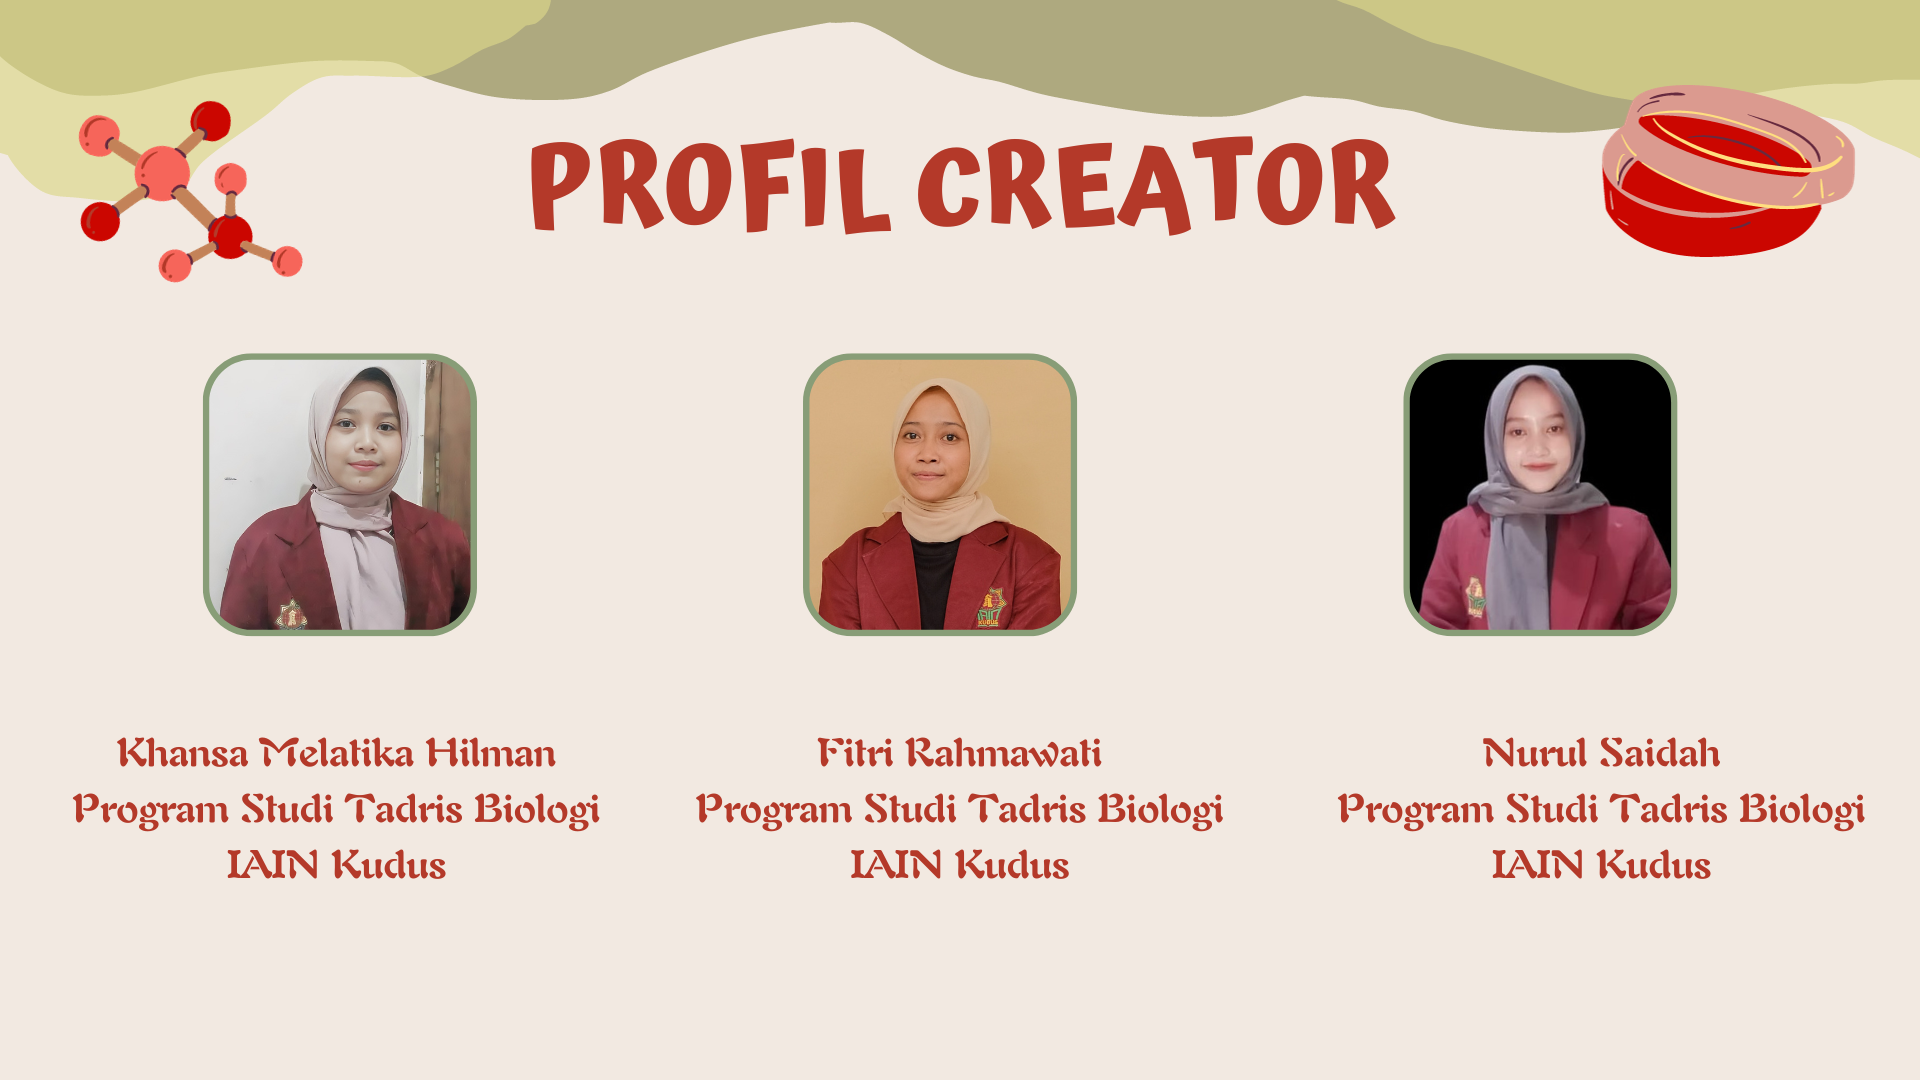 PROFIL CREATOR
Khansa Melatika Hilman
Program Studi Tadris Biologi
IAIN Kudus
Fitri Rahmawati
Program Studi Tadris Biologi
IAIN Kudus
Nurul Saidah
Program Studi Tadris Biologi
IAIN Kudus